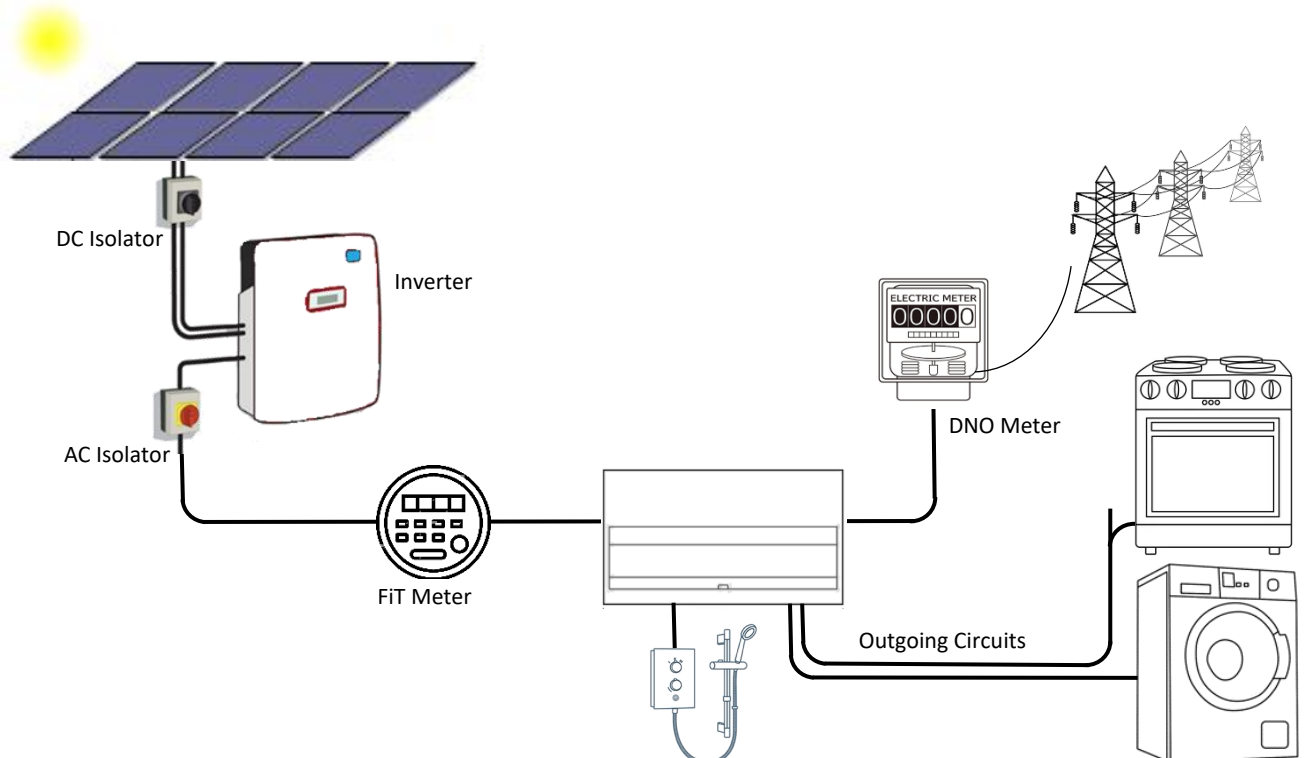 DC Isolator
Inverter
ELECTRIC METER
00000
DNO Meter
AC Isolator
FiT Meter
Outgoing Circuits